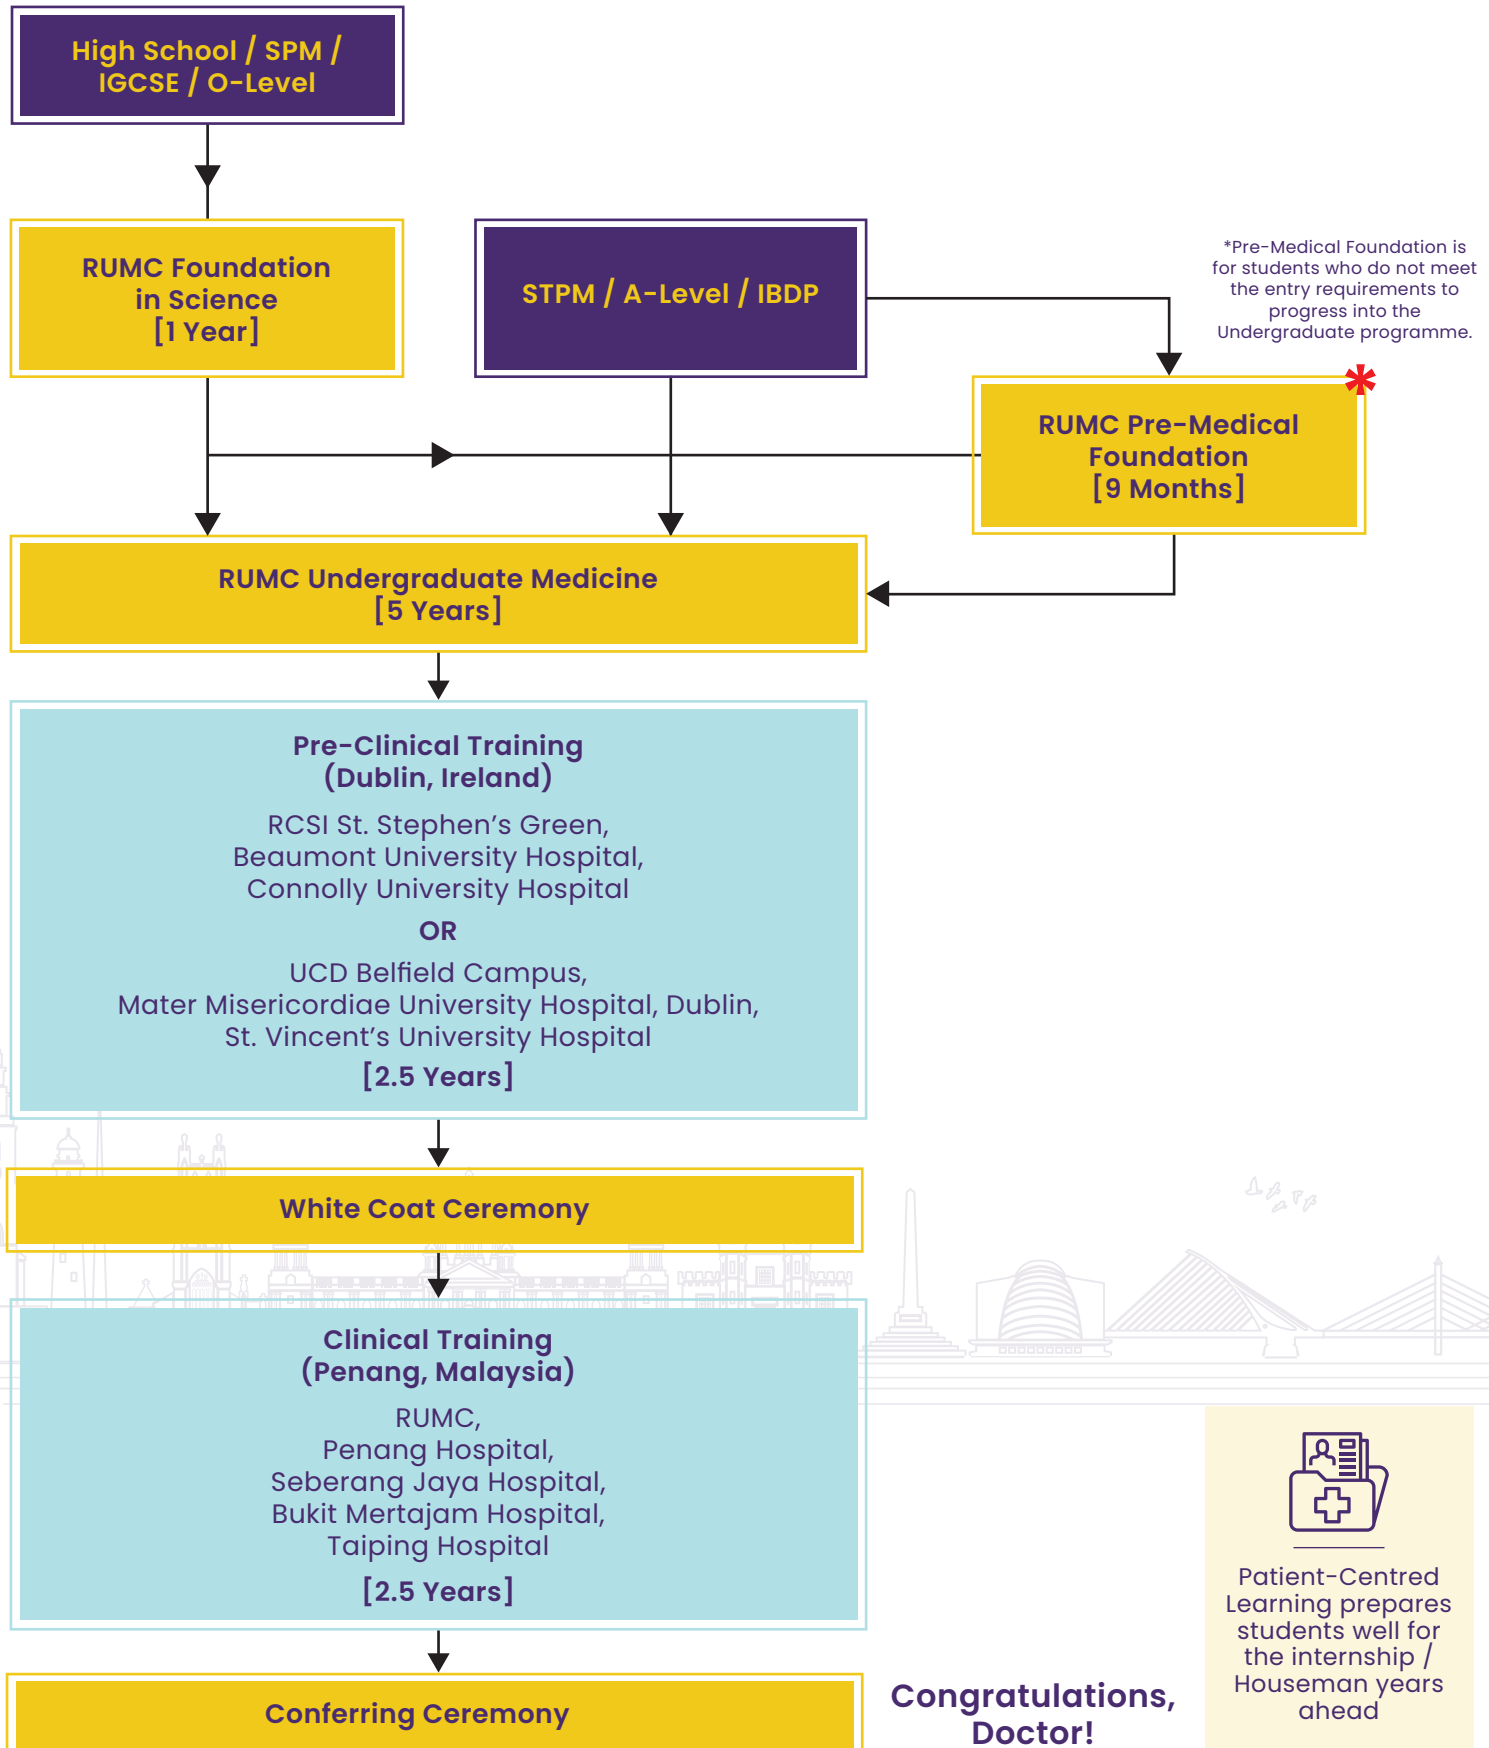 High School / SPM /
IGCSE / O-Level
RUMC Foundation
in Science
[1 Year]
STPM / A-Level / IBDP
*Pre-Medical Foundation is
for students who do not meet
the entry requirements to
progress into the
Undergraduate programme.
*
RUMC Pre-Medical
Foundation
[9 Months]
RUMC Undergraduate Medicine
[5 Years]
Pre-Clinical Training
(Dublin, Ireland)
RCSI St. Stephen’s Green,
Beaumont University Hospital,
Connolly University Hospital
OR
UCD Belfield Campus,
Mater Misericordiae University Hospital, Dublin,
St. Vincent’s University Hospital
[2.5 Years]
White Coat Ceremony
Clinical Training
(Penang, Malaysia)
RUMC,
Penang Hospital,
Seberang Jaya Hospital,
Bukit Mertajam Hospital,
Taiping Hospital
[2.5 Years]
Conferring Ceremony
Congratulations,
Doctor!
Patient-Centred
Learning prepares
students well for
the internship /
Houseman years
ahead